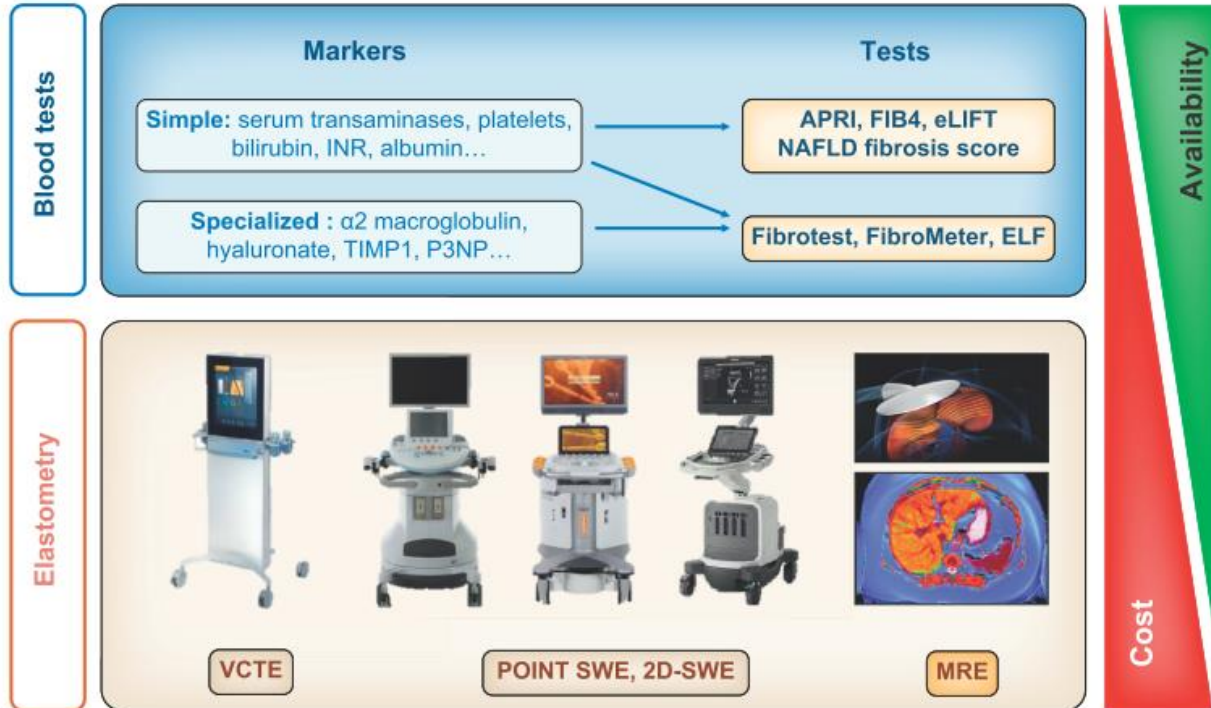 Blood tests
Markers
Tests
Simple: serum transaminases, platelets,
bilirubin, INR, albumin…
APRI, FIB4, eLIFT
NAFLD fibrosis score
Specialized : α2 macroglobulin,
hyaluronate, TIMP1, P3NP…
Fibrotest, FibroMeter, ELF
Availability
Elastometry
VCTE
POINT SWE, 2D-SWE
MRE
Cost